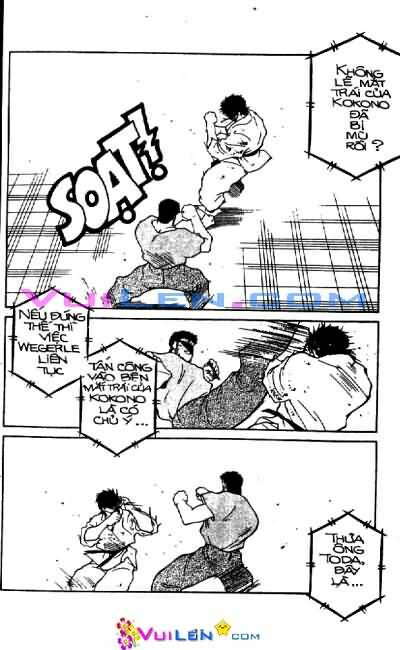 KHÔNG
LẼ MẮT
TRÁI CỦA
KOKONO
ĐÃ
BỊ
MÙ
RỒI ?
SOẠT!!
NẾU ĐÚNG
THẾ THÌ
MẾC
WEGERLE
LIÊN
TỤC
VUILEN.COM
TẤN CÔNG
VÀO BÊN
MẮT TRÁI CỦA
KOKONO
LÀ CÓ
CHỦ Ý ...
THƯA
ÔNG
TODA,
ĐÂY
LÀ ...
VUILEN.COM